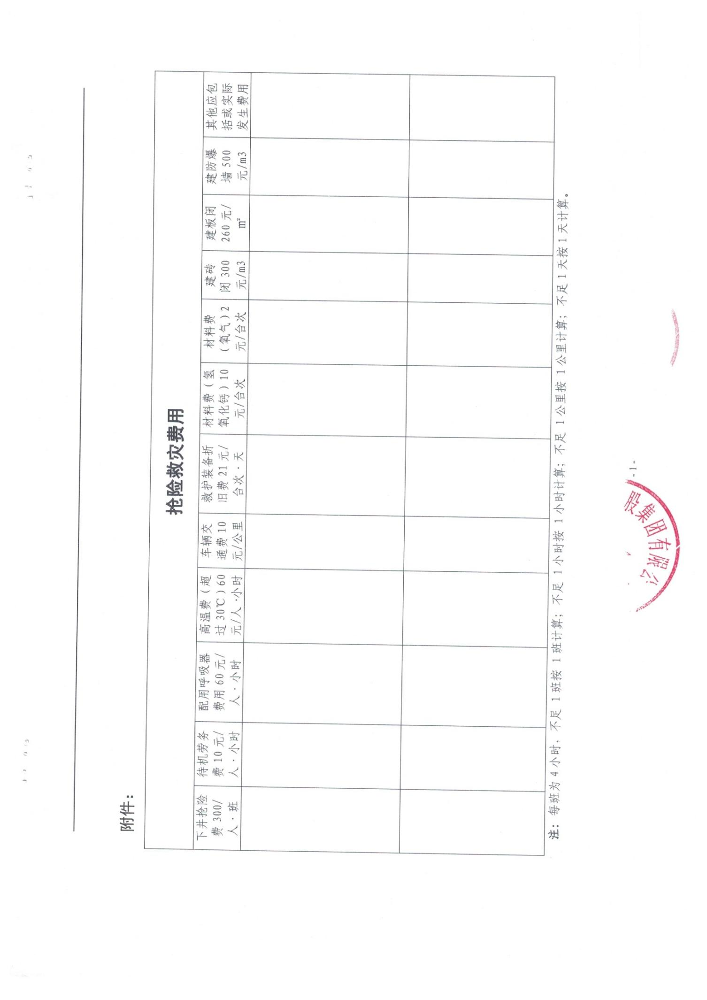 附件：
抢险救灾费用
下井抢险
费 300/
人·班
待机劳务
费 10 元/
人·小时
配用呼吸器
费用 60 元/
人·小时
高温费（超
过 30℃）60
元/人·小时
车辆交
通费 10
元/公里
救护装备折
旧费 21 元/
台次·天
材料费（氢
氧化钙）10
元/台次
材料费
（氧气）2
元/台次
建砖
闭 300
元/m3
建板闭
260 元/
m²
建防爆
墙 500
元/m3
其他应包
括或实际
发生费用
注：每班为 4 小时，不足 1 班按 1 班计算；不足 1 小时按 1 小时计算；不足 1 公里按 1 公里计算；不足 1 天按 1 天计算。
-1-
股集团有限公